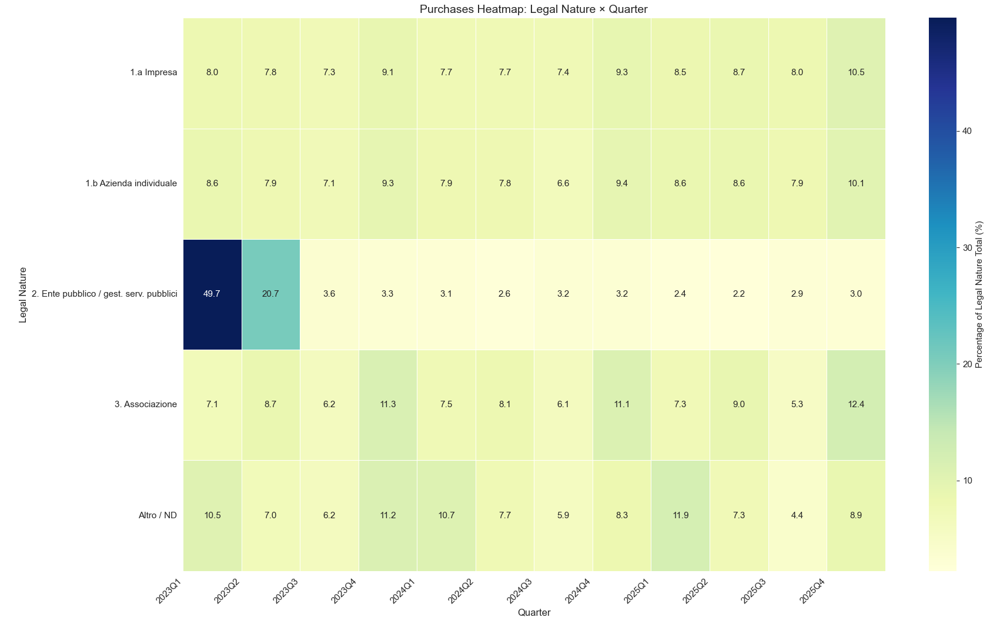 Purchases Heatmap: Legal Nature × Quarter
1.a Impresa 8.0 7.8 7.3 9.1 7.7 7.7 7.4 9.3 8.5 8.7 8.0 10.5
1.b Azienda individuale 8.6 7.9 7.1 9.3 7.9 7.8 6.6 9.4 8.6 8.6 7.9 10.1
2. Ente pubblico / gest. serv. pubblici 49.7 20.7 3.6 3.3 3.1 2.6 3.2 3.2 2.4 2.2 2.9 3.0
3. Associazione 7.1 8.7 6.2 11.3 7.5 8.1 6.1 11.1 7.3 9.0 5.3 12.4
Altro / ND 10.5 7.0 6.2 11.2 10.7 7.7 5.9 8.3 11.9 7.3 4.4 8.9
2023Q1 2023Q2 2023Q3 2023Q4 2024Q1 2024Q2 2024Q3 2024Q4 2025Q1 2025Q2 2025Q3 2025Q4
Quarter
Legal Nature
40
30
20
10
Percentage of Legal Nature Total (%)